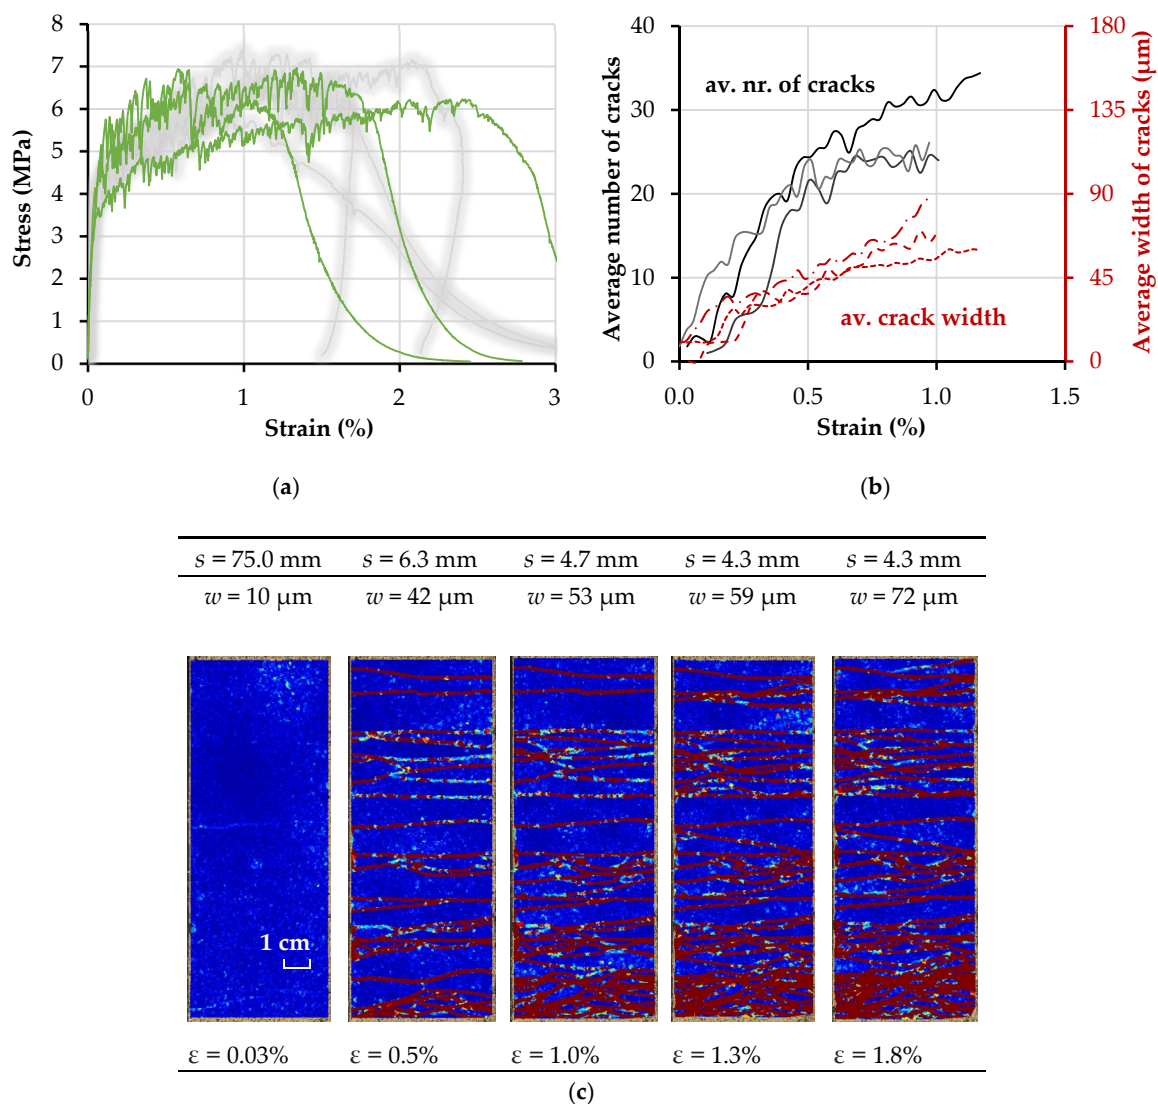 8
7
6
5
4
3
2
1
0
Stress (MPa)
0 1 2 3
Strain (%)
(a)
40
30
20
10
0
Average number of cracks
av. nr. of cracks
av. crack width
180
135
90
45
0
Average width of cracks (μm)
0.0 0.5 1.0 1.5
Strain (%)
(b)
s = 75.0 mm s = 6.3 mm s = 4.7 mm s = 4.3 mm s = 4.3 mm
w = 10 μm w = 42 μm w = 53 μm w = 59 μm w = 72 μm
1 cm
ε = 0.03% ε = 0.5% ε = 1.0% ε = 1.3% ε = 1.8%
(c)